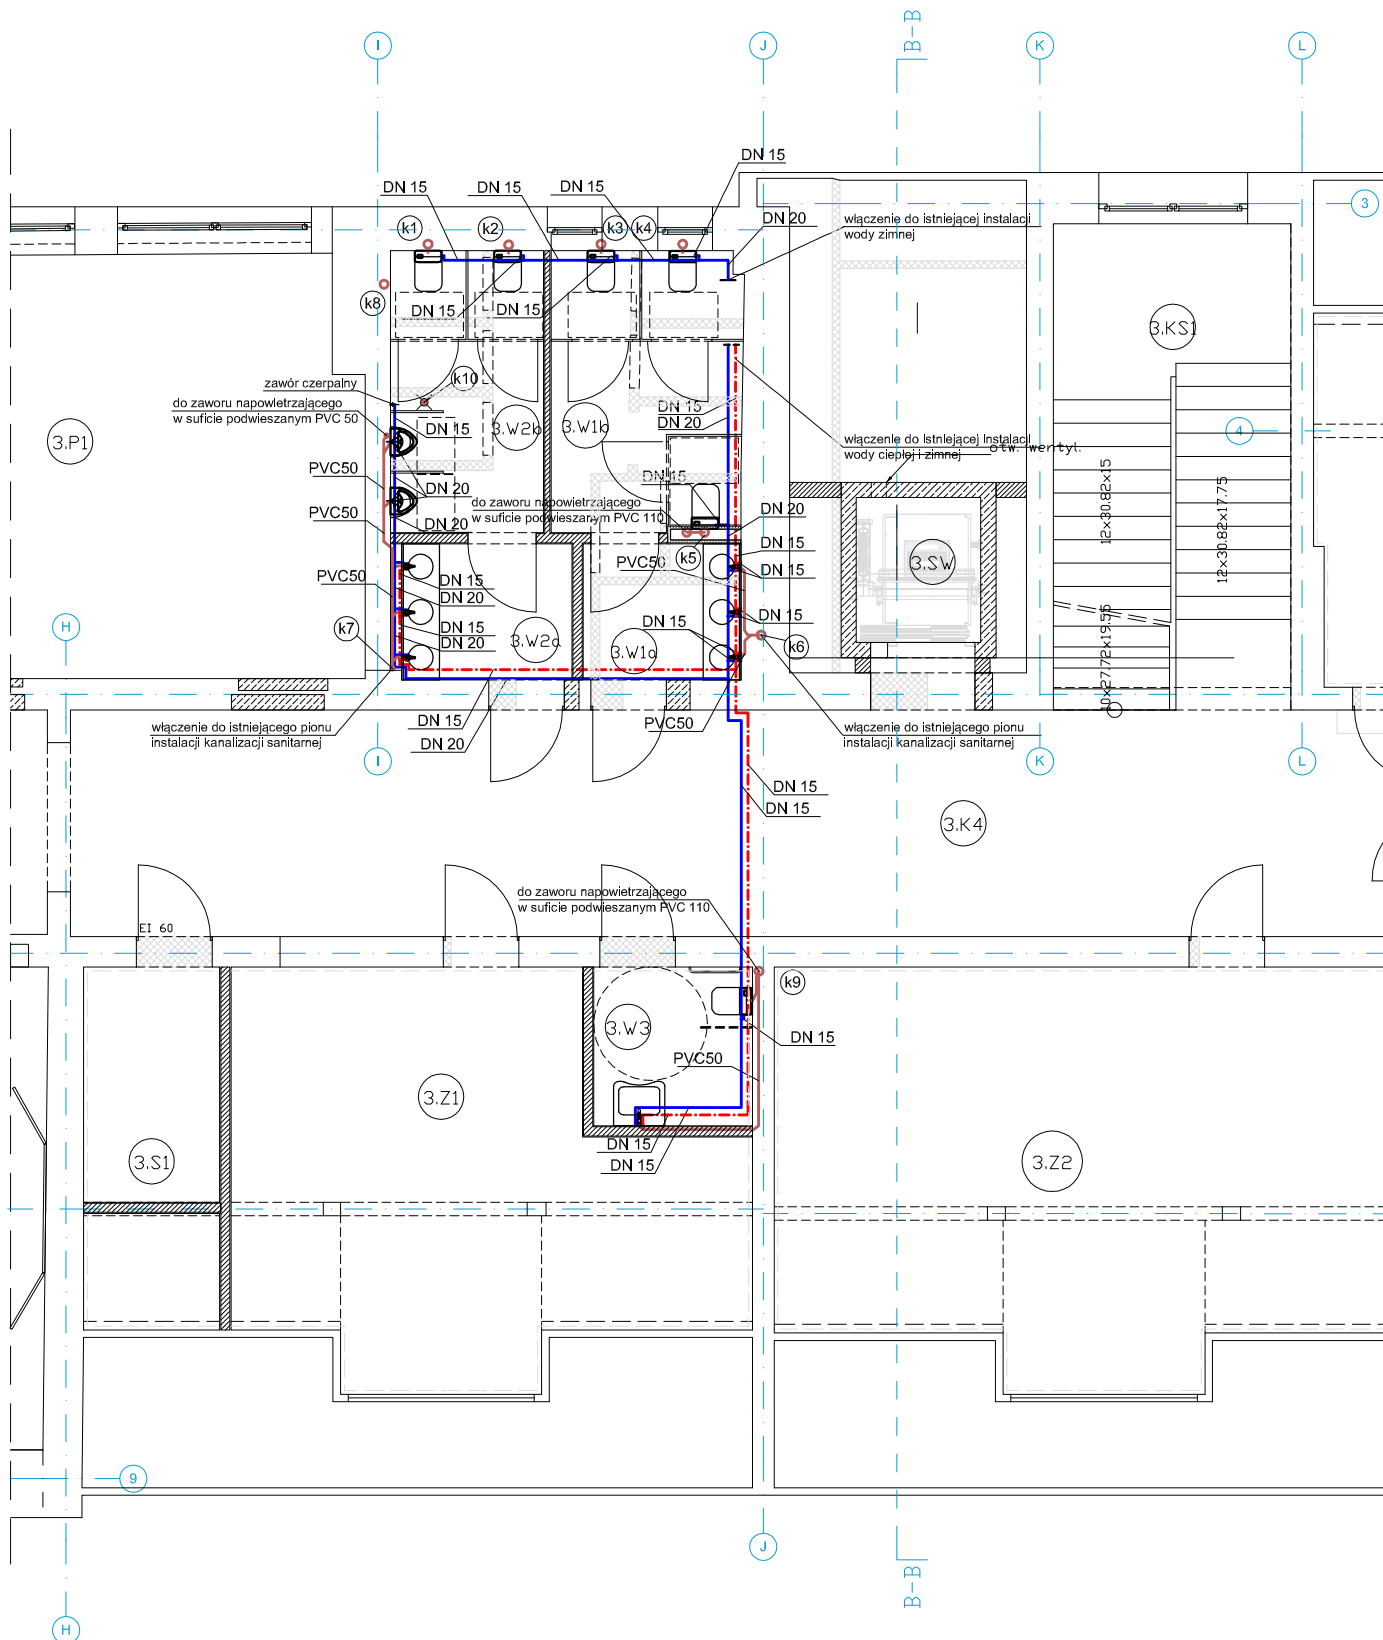 B-B
I
J
K
L
DN 15
DN 15
DN 15
DN 15
3
DN 20
włączenie do istniejącej instalacji
wody zimnej
k1
k2
k3
k4
k8
DN 15
DN 15
3.KS1
zawór czerpalny
do zaworu napowietrzającego
w suficie podwieszanym PVC 50
k10
DN 15
DN 20
3.P1
DN 15
3.W2b
3.W1b
4
włączenie do istniejącej instalacji
wody ciepłej i zimnej
otw. wentyl.
PVC50
DN 20
DN 15
12x30.82x15
12x30.82x17.75
do zaworu napowietrzającego
w suficie podwieszanym PVC 110
PVC50
DN 20
DN 20
k5
DN 15
PVC50
DN 15
3.SW
PVC50
DN 15
DN 20
H
k7
DN 15
DN 20
3.W2a
DN 15
3.W1a
DN 15
k6
10x27.72x19.55
włączenie do istniejącego pionu
instalacji kanalizacji sanitarnej
DN 15
DN 20
PVC50
włączenie do istniejącego pionu
instalacji kanalizacji sanitarnej
I
K
L
DN 15
DN 15
3.K4
do zaworu napowietrzającego
w suficie podwieszanym PVC 110
EI 60
k9
3.W3
DN 15
PVC50
3.Z1
DN 15
DN 15
3.S1
3.Z2
9
J
B-B
H